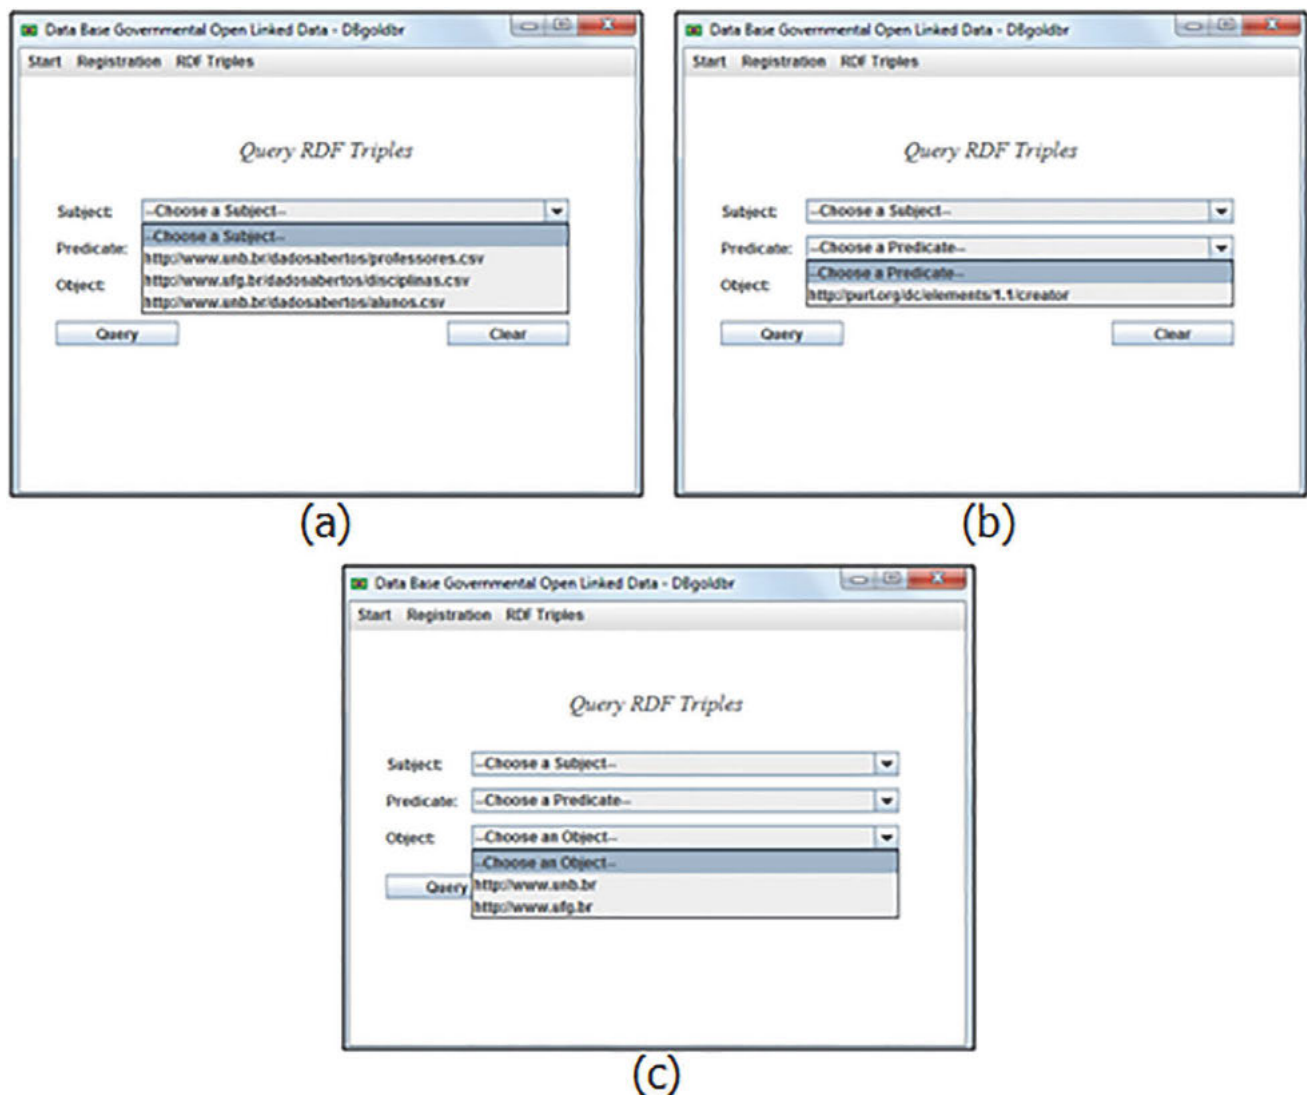 Data Base Governmental Open Linked Data - DBgoldbr
Start Registration RDF Triples
Query RDF Triples
Subject: --Choose a Subject--
--Choose a Subject--
Predicate: http://www.unb.br/dadosabertos/professores.csv
Object: http://www.ufg.br/dadosabertos/disciplinas.csv
http://www.unb.br/dadosabertos/alunos.csv
Query Clear
(a)
Data Base Governmental Open Linked Data - DBgoldbr
Start Registration RDF Triples
Query RDF Triples
Subject: --Choose a Subject--
Predicate: --Choose a Predicate--
--Choose a Predicate--
Object: http://purl.org/dc/elements/1.1/creator
Query Clear
(b)
Data Base Governmental Open Linked Data - DBgoldbr
Start Registration RDF Triples
Query RDF Triples
Subject: --Choose a Subject--
Predicate: --Choose a Predicate--
Object: --Choose an Object--
--Choose an Object--
Query http://www.unb.br
http://www.ufg.br
(c)